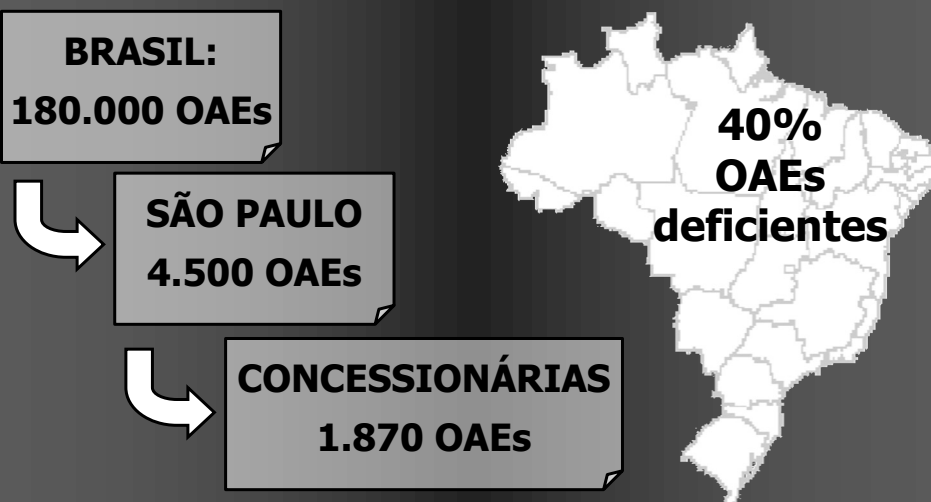 BRASIL:
180.000 OAEs
SÃO PAULO
4.500 OAEs
CONCESSIONÁRIAS
1.870 OAEs
40%
OAEs
deficientes